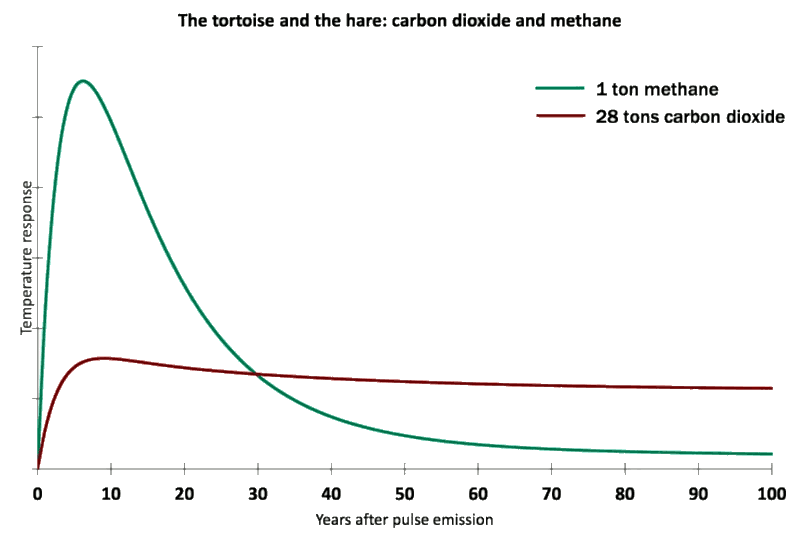 The tortoise and the hare: carbon dioxide and methane
1 ton methane
28 tons carbon dioxide
Temperature response
0 10 20 30 40 50 60 70 80 90 100
Years after pulse emission